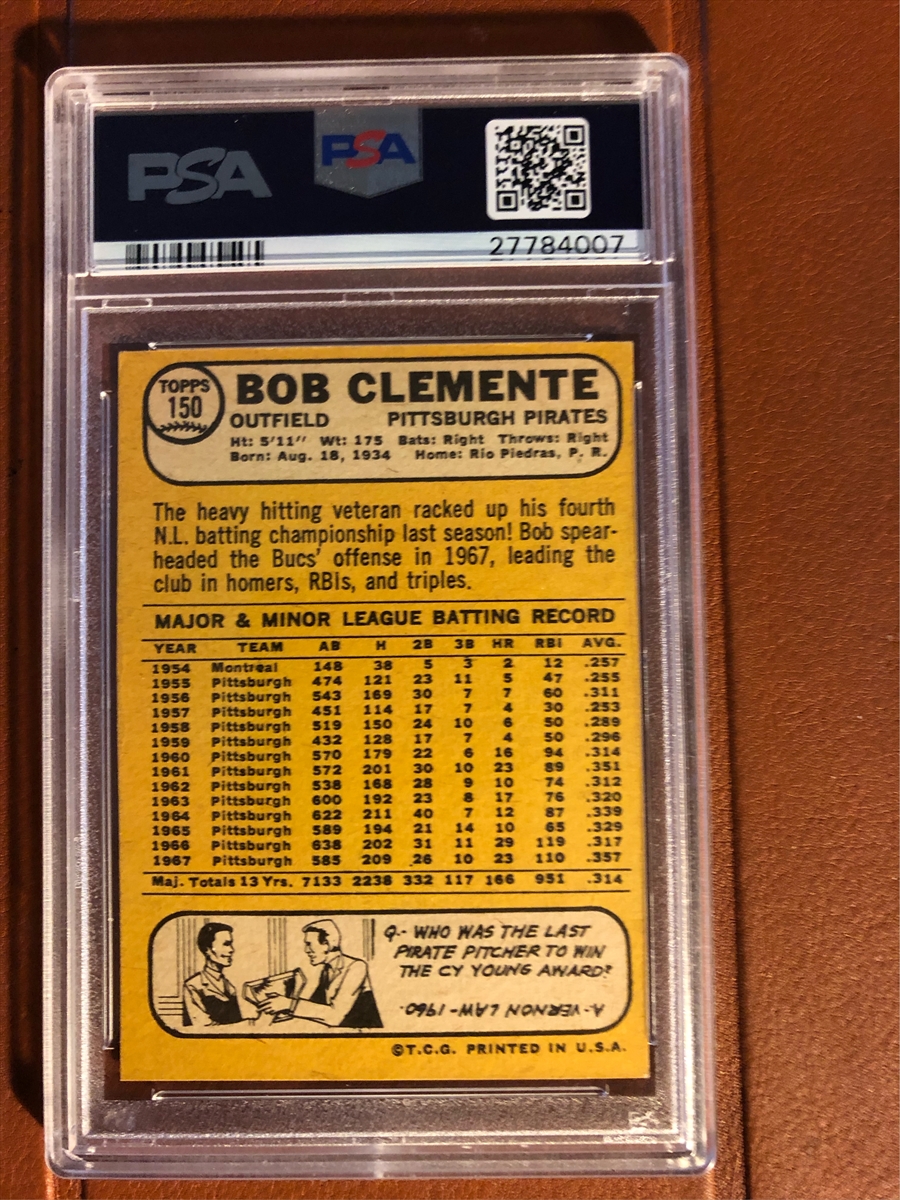 PSA PSA
27784007
TOPPS
150
BOB CLEMENTE
OUTFIELD PITTSBURGH PIRATES
Ht: 5'11" Wt: 175 Bats: Right Throws: Right
Born: Aug. 18, 1934 Home: Rio Piedras, P. R.
The heavy hitting veteran racked up his fourth
N.L. batting championship last season! Bob spear-
headed the Bucs' offense in 1967, leading the
club in homers, RBIs, and triples.
MAJOR & MINOR LEAGUE BATTING RECORD
YEAR TEAM AB H 2B 3B HR RBI AVG.
1954 Montreal 148 38 5 3 2 12 .257
1955 Pittsburgh 474 121 23 11 5 47 .255
1956 Pittsburgh 543 169 30 7 7 60 .311
1957 Pittsburgh 451 114 17 7 4 30 .253
1958 Pittsburgh 519 150 24 10 6 50 .289
1959 Pittsburgh 432 128 17 7 4 50 .296
1960 Pittsburgh 570 179 22 6 16 94 .314
1961 Pittsburgh 572 201 30 10 23 89 .351
1962 Pittsburgh 538 168 28 9 10 74 .312
1963 Pittsburgh 600 192 23 8 17 76 .320
1964 Pittsburgh 622 211 40 7 12 87 .339
1965 Pittsburgh 589 194 21 14 10 65 .329
1966 Pittsburgh 638 202 31 11 29 119 .317
1967 Pittsburgh 585 209 26 10 23 110 .357
Maj. Totals 13 Yrs. 7133 2238 332 117 166 951 .314
Q.- WHO WAS THE LAST
PIRATE PITCHER TO WIN
THE CY YOUNG AWARD?
A.- VERNON LAW - 1960.
©T.C.G. PRINTED IN U.S.A.